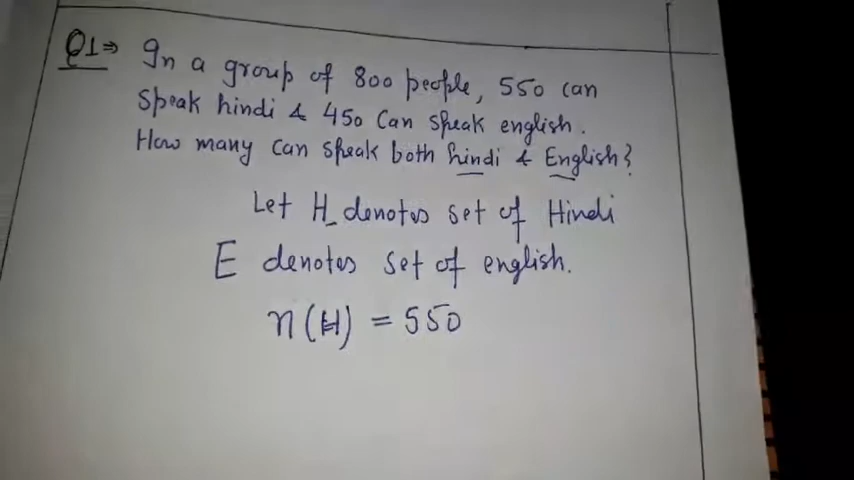 Q1⇒ In a group of 800 people, 550 can
speak hindi & 450 can speak english.
How many can speak both hindi & English?
Let H denotes set of Hindi
E denotes set of english.
n(H) = 550